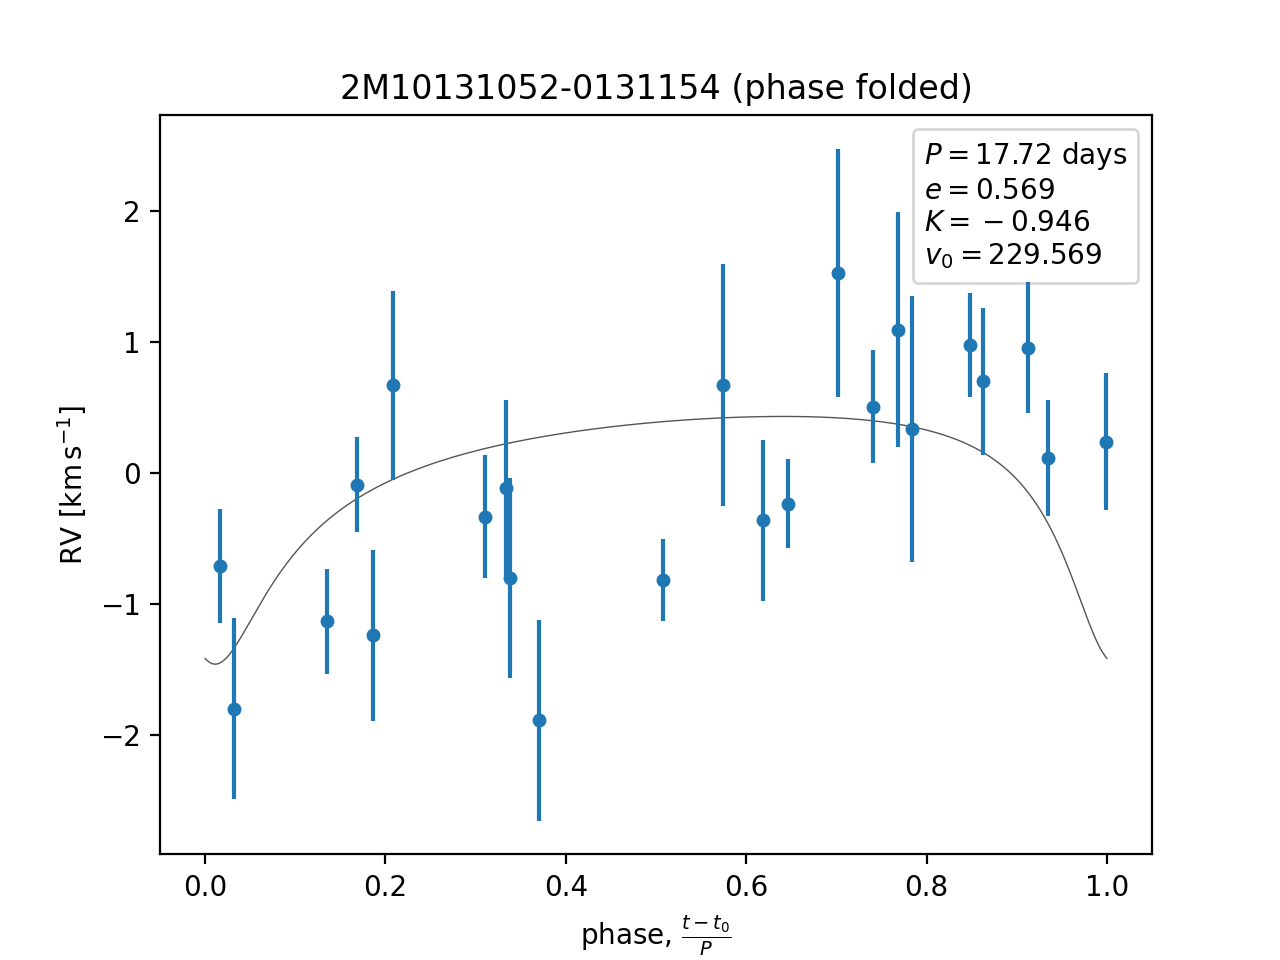 2M10131052-0131154 (phase folded)
P = 17.72 days
e = 0.569
K = −0.946
v₀ = 229.569
2
1
0
−1
−2
RV [km s⁻¹]
0.0 0.2 0.4 0.6 0.8 1.0
phase, (t − t₀)/P